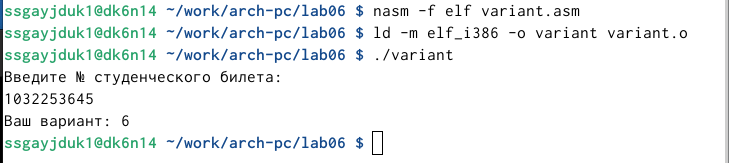 ssgayjduk1@dk6n14 ~/work/arch-pc/lab06 $ nasm -f elf variant.asm
ssgayjduk1@dk6n14 ~/work/arch-pc/lab06 $ ld -m elf_i386 -o variant variant.o
ssgayjduk1@dk6n14 ~/work/arch-pc/lab06 $ ./variant
Введите № студенческого билета:
1032253645
Ваш вариант: 6
ssgayjduk1@dk6n14 ~/work/arch-pc/lab06 $